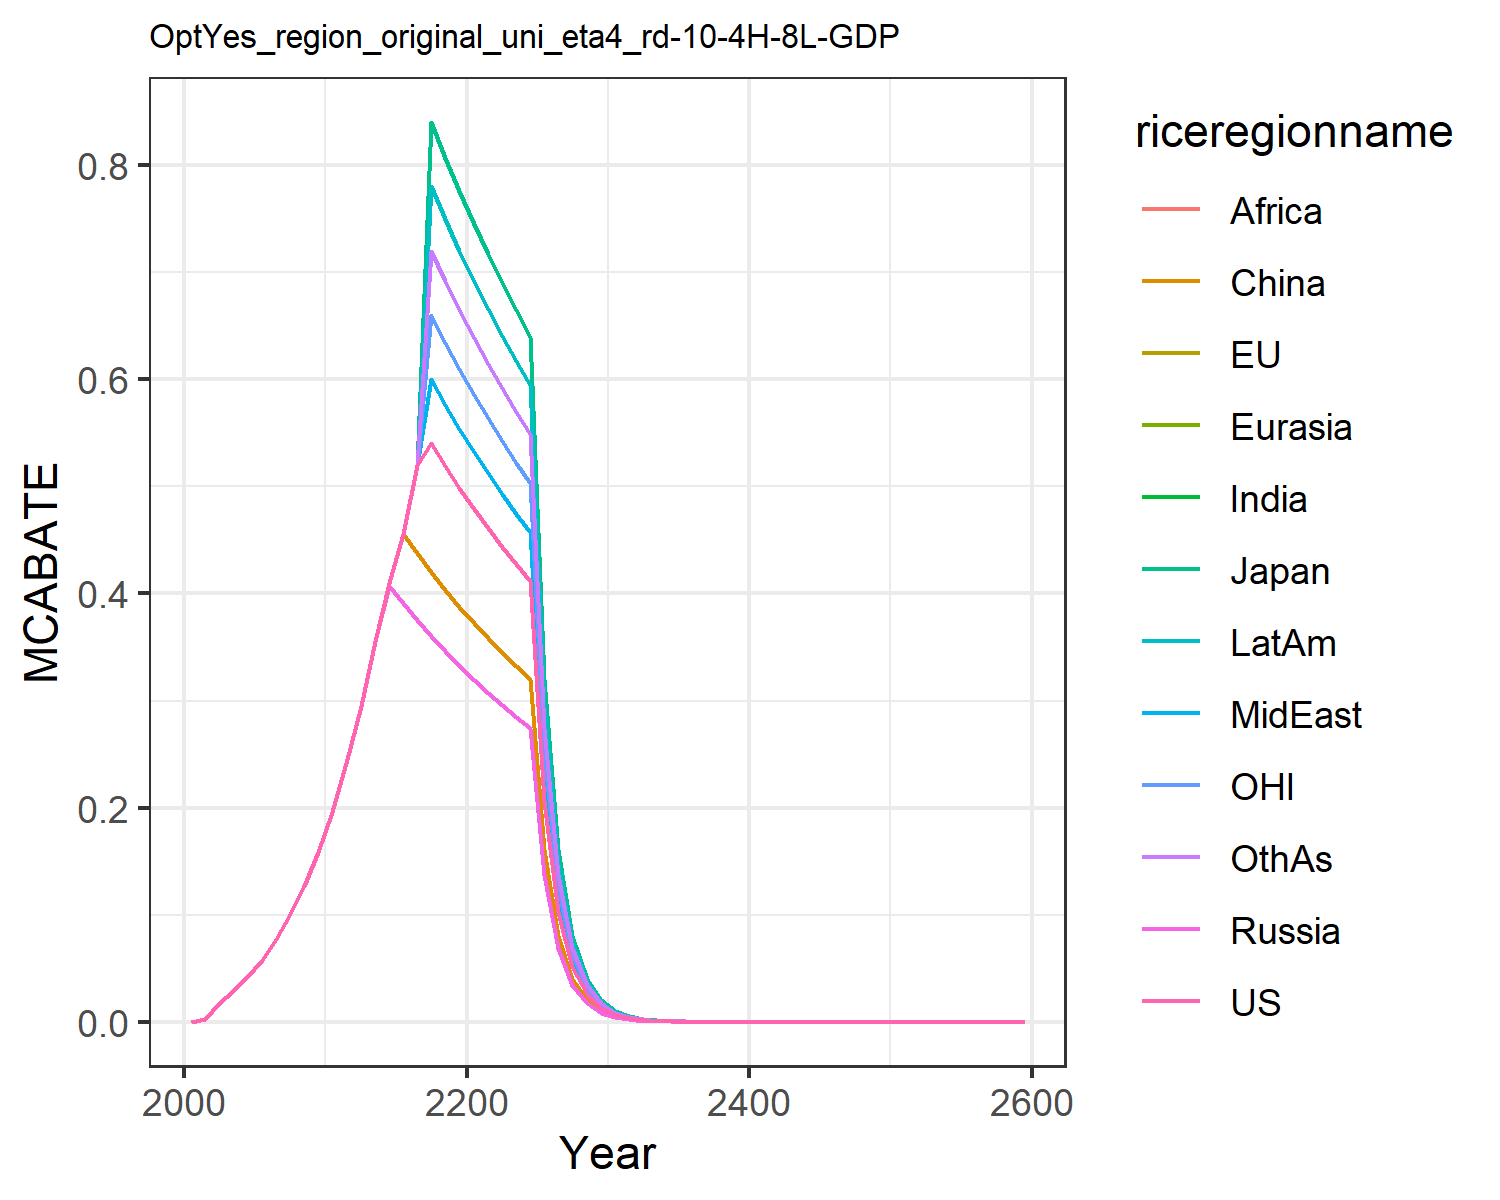 OptYes_region_original_uni_eta4_rd-10-4H-8L-GDP
MCABATE
0.8
0.6
0.4
0.2
0.0
2000 2200 2400 2600
Year
riceregionname
Africa
China
EU
Eurasia
India
Japan
LatAm
MidEast
OHI
OthAs
Russia
US